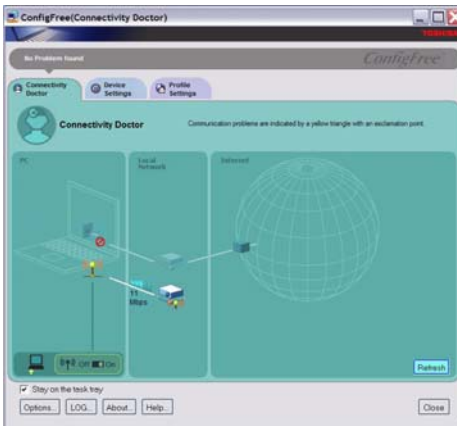 ConfigFree(Connectivity Doctor)
TOSHIBA
No Problem found
ConfigFree
Connectivity
Doctor
Device
Settings
Profile
Settings
Connectivity Doctor
Communication problems are indicated by a yellow triangle with an exclamation point.
PC
Local
Network
Internet
11
Mbps
Off
On
Refresh
Stay on the task tray
Options...
LOG...
About...
Help...
Close